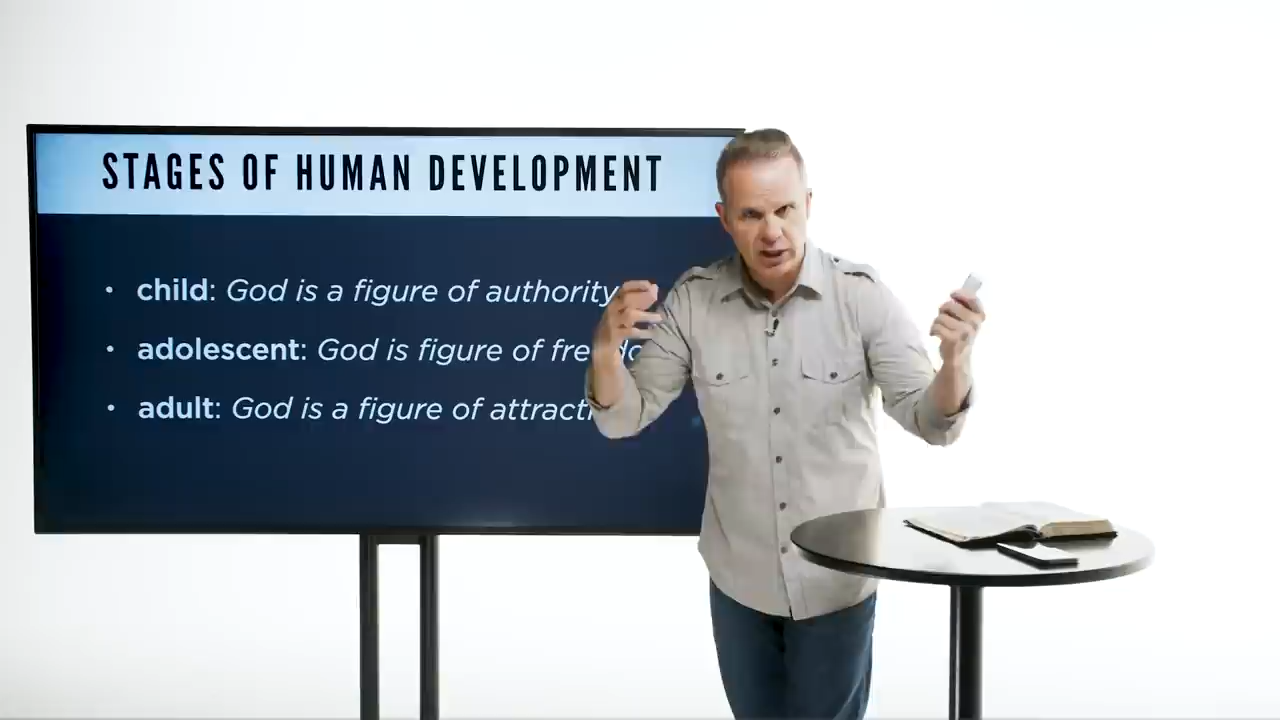 STAGES OF HUMAN DEVELOPMENT
• child: God is a figure of authority
• adolescent: God is figure of
• adult: God is a figure of